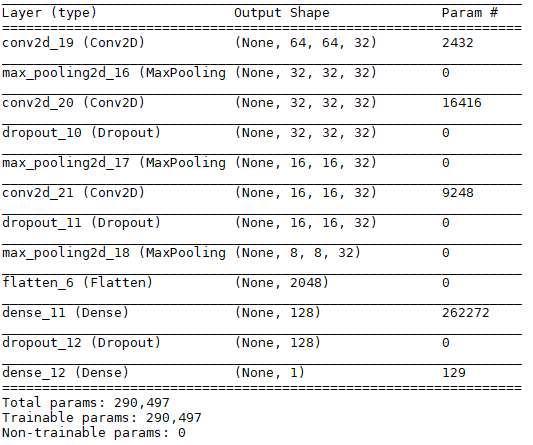 Layer (type) Output Shape Param #
conv2d_19 (Conv2D) (None, 64, 64, 32) 2432
max_pooling2d_16 (MaxPooling (None, 32, 32, 32) 0
conv2d_20 (Conv2D) (None, 32, 32, 32) 16416
dropout_10 (Dropout) (None, 32, 32, 32) 0
max_pooling2d_17 (MaxPooling (None, 16, 16, 32) 0
conv2d_21 (Conv2D) (None, 16, 16, 32) 9248
dropout_11 (Dropout) (None, 16, 16, 32) 0
max_pooling2d_18 (MaxPooling (None, 8, 8, 32) 0
flatten_6 (Flatten) (None, 2048) 0
dense_11 (Dense) (None, 128) 262272
dropout_12 (Dropout) (None, 128) 0
dense_12 (Dense) (None, 1) 129
Total params: 290,497
Trainable params: 290,497
Non-trainable params: 0